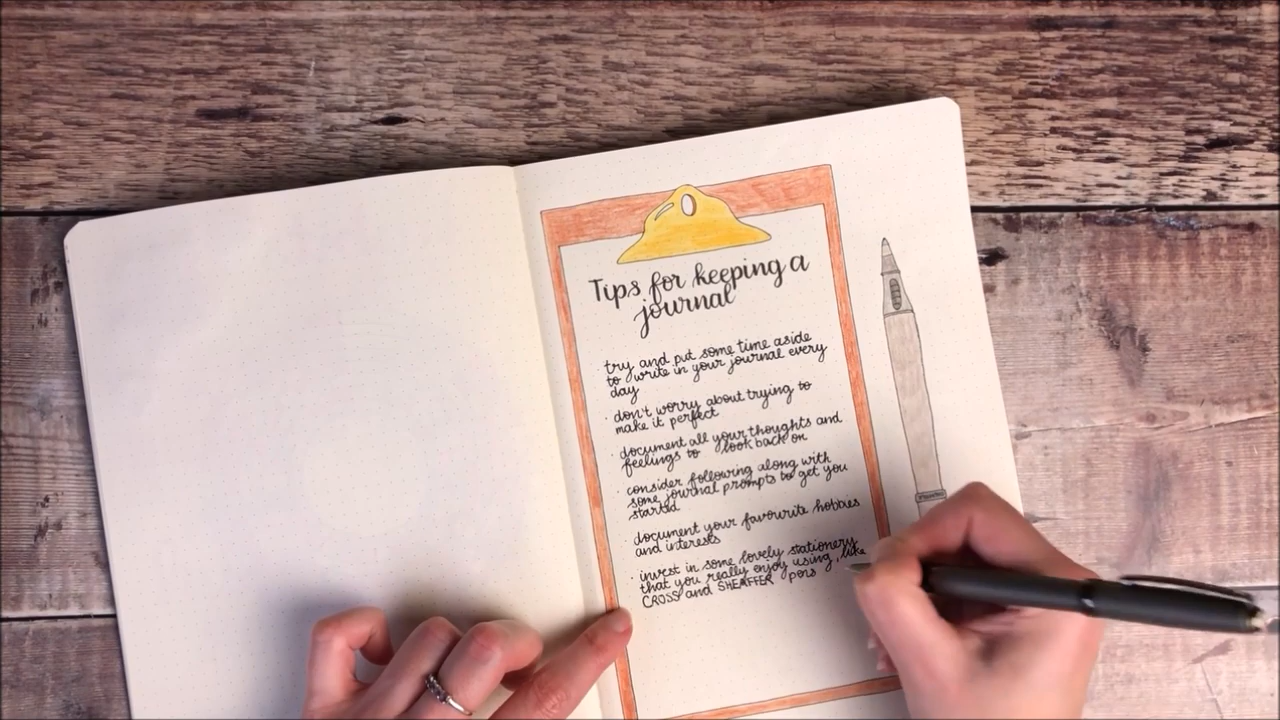 Tips for keeping a
journal
try and put some time aside
to write in your journal every
day
· don't worry about trying to
make it perfect
· document all your thoughts and
feelings to look back on
· consider following along with
some journal prompts to get you
started
document your favourite hobbies
and interests
· invest in some lovely stationery
that you really enjoy using, like
CROSS and SHEAFFER pens